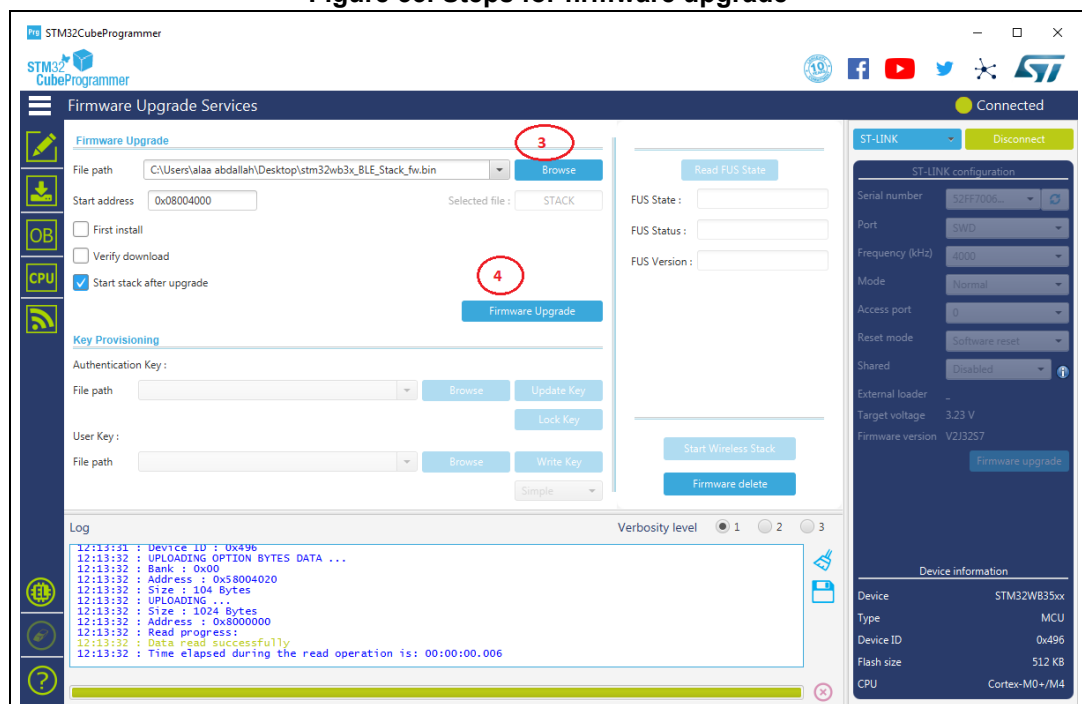 Figure 35. Steps for firmware upgrade
Prg STM32CubeProgrammer
STM32
CubeProgrammer
10
Firmware Upgrade Services
Connected
Firmware Upgrade
3
File path C:\Users\alaa abdallah\Desktop\stm32wb3x_BLE_Stack_fw.bin Browse
Start address 0x08004000 Selected file : STACK
First install
Verify download
Start stack after upgrade
4
Firmware Upgrade
Key Provisioning
Authentication Key :
File path Browse Update Key
Lock Key
User Key :
File path Browse Write Key
Simple
Read FUS State
FUS State :
FUS Status :
FUS Version :
Start Wireless Stack
Firmware delete
OB
CPU
ST-LINK Disconnect
ST-LINK configuration
Serial number 52FF7006...
Port SWD
Frequency (kHz) 4000
Mode Normal
Access port 0
Reset mode Software reset
Shared Disabled
External loader _
Target voltage 3.23 V
Firmware version V2J32S7
Firmware upgrade
Log Verbosity level 1 2 3
12:13:31 : Device ID : 0x496
12:13:32 : UPLOADING OPTION BYTES DATA ...
12:13:32 : Bank : 0x00
12:13:32 : Address : 0x58004020
12:13:32 : Size : 104 Bytes
12:13:32 : UPLOADING ...
12:13:32 : Size : 1024 Bytes
12:13:32 : Address : 0x8000000
12:13:32 : Read progress:
12:13:32 : Data read successfully
12:13:32 : Time elapsed during the read operation is: 00:00:00.006
Device information
Device STM32WB35xx
Type MCU
Device ID 0x496
Flash size 512 KB
CPU Cortex-M0+/M4